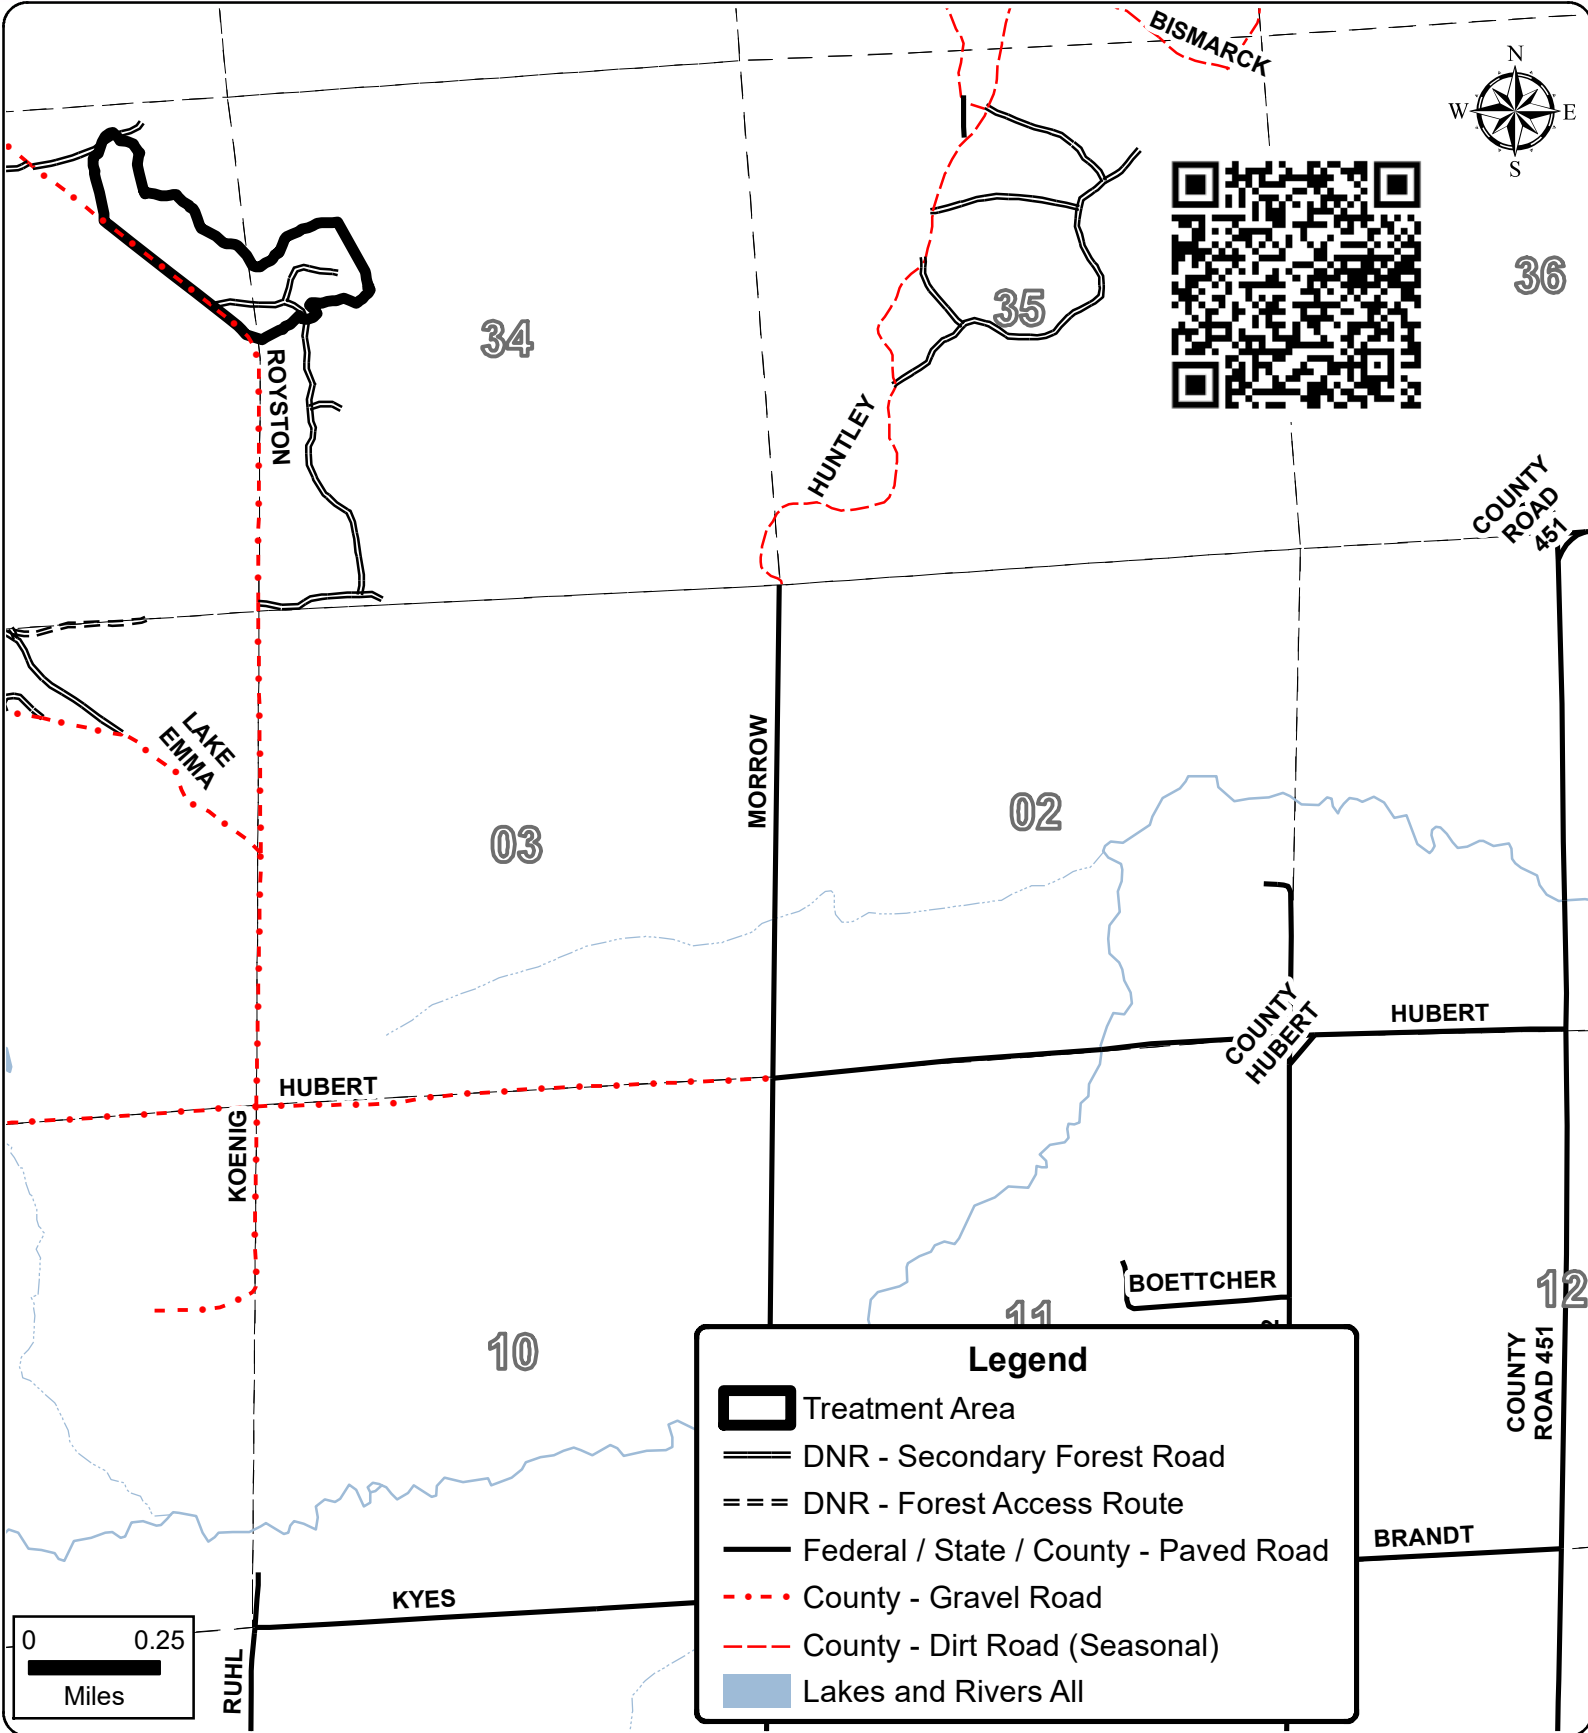 BISMARCK
N
W
E
S
36
35
34
ROYSTON
HUNTLEY
COUNTY
ROAD
451
LAKE
EMMA
MORROW
02
03
COUNTY
HUBERT
HUBERT
HUBERT
KOENIG
BOETTCHER
12
11
10
COUNTY
ROAD 451
Legend
Treatment Area
DNR - Secondary Forest Road
DNR - Forest Access Route
Federal / State / County - Paved Road
County - Gravel Road
County - Dirt Road (Seasonal)
Lakes and Rivers All
BRANDT
KYES
RUHL
0 0.25
Miles